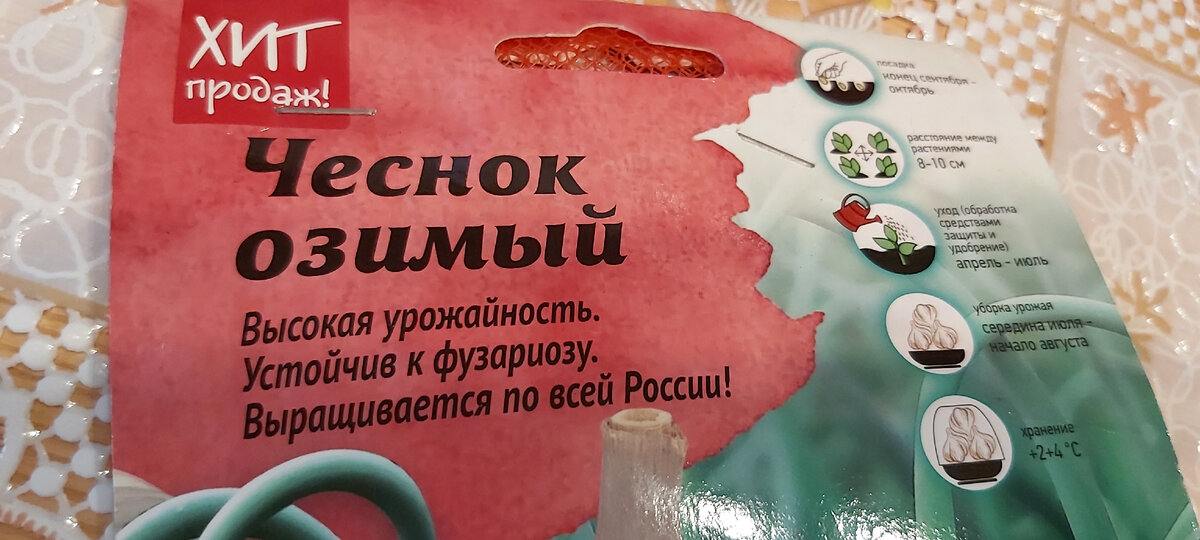 ХИТ
продаж!
Чеснок
озимый
Высокая урожайность.
Устойчив к фузариозу.
Выращивается по всей России!
посадка
конец сентября -
октябрь
расстояние между
растениями
8-10 см
уход (обработка
средствами
защиты и
удобрение)
апрель - июль
уборка урожая
середина июля -
начало августа
хранение
+2+4 °С